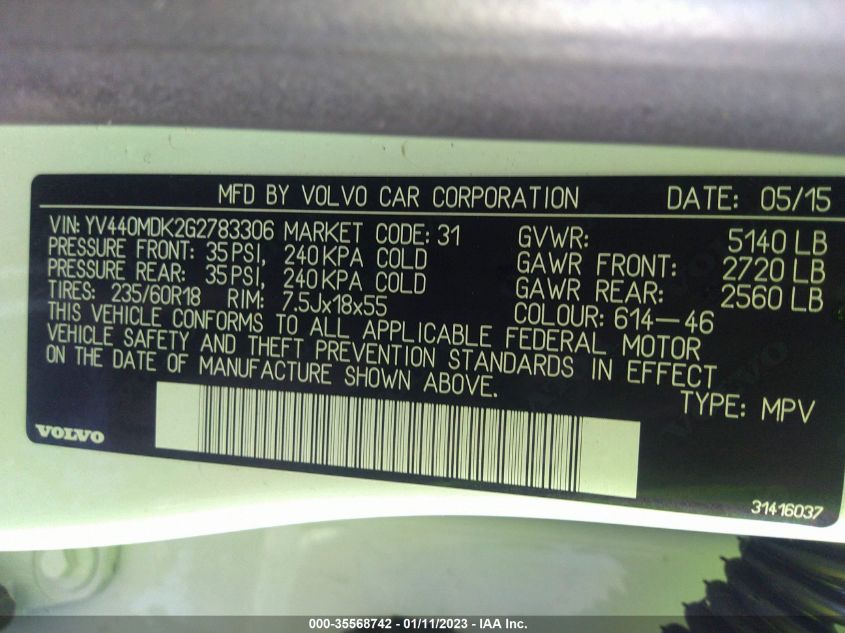 MFD BY VOLVO CAR CORPORATION DATE: 05/15
VIN: YV440MDK2G2783306 MARKET CODE: 31
PRESSURE FRONT: 35 PSI, 240 KPA COLD
PRESSURE REAR: 35 PSI, 240 KPA COLD
TIRES: 235/60R18 RIM: 7.5Jx18x55
GVWR: 5140 LB
GAWR FRONT: 2720 LB
GAWR REAR: 2560 LB
COLOUR: 614-46
THIS VEHICLE CONFORMS TO ALL APPLICABLE FEDERAL MOTOR
VEHICLE SAFETY AND THEFT PREVENTION STANDARDS IN EFFECT
ON THE DATE OF MANUFACTURE SHOWN ABOVE.
TYPE: MPV
VOLVO
31416037
000-35568742 - 01/11/2023 - IAA Inc.